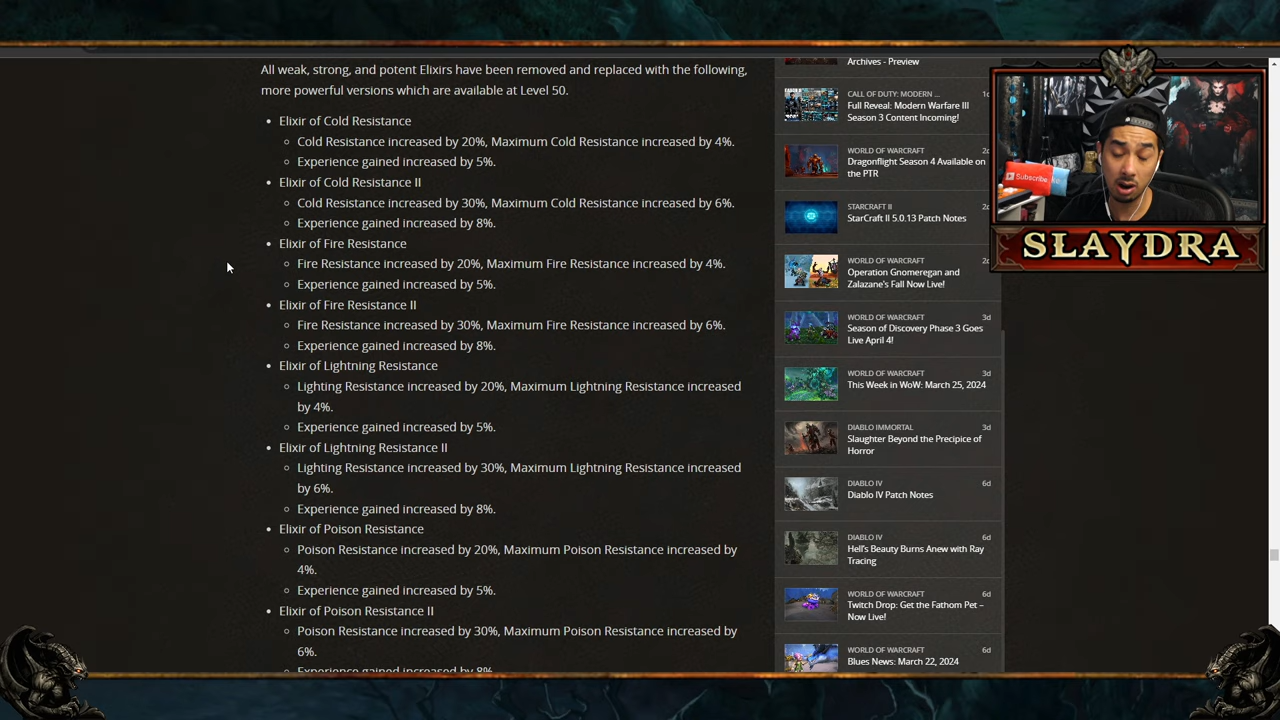 All weak, strong, and potent Elixirs have been removed and replaced with the following,
more powerful versions which are available at Level 50.
Elixir of Cold Resistance
Cold Resistance increased by 20%, Maximum Cold Resistance increased by 4%.
Experience gained increased by 5%.
Elixir of Cold Resistance II
Cold Resistance increased by 30%, Maximum Cold Resistance increased by 6%.
Experience gained increased by 8%.
Elixir of Fire Resistance
Fire Resistance increased by 20%, Maximum Fire Resistance increased by 4%.
Experience gained increased by 5%.
Elixir of Fire Resistance II
Fire Resistance increased by 30%, Maximum Fire Resistance increased by 6%.
Experience gained increased by 8%.
Elixir of Lightning Resistance
Lighting Resistance increased by 20%, Maximum Lightning Resistance increased
by 4%.
Experience gained increased by 5%.
Elixir of Lightning Resistance II
Lighting Resistance increased by 30%, Maximum Lightning Resistance increased
by 6%.
Experience gained increased by 8%.
Elixir of Poison Resistance
Poison Resistance increased by 20%, Maximum Poison Resistance increased by
4%.
Experience gained increased by 5%.
Elixir of Poison Resistance II
Poison Resistance increased by 30%, Maximum Poison Resistance increased by
6%.
Experience gained increased by 8%.
Archives - Preview
CALL OF DUTY: MODERN ...
Full Reveal: Modern Warfare III
Season 3 Content Incoming!
WORLD OF WARCRAFT
Dragonflight Season 4 Available on
the PTR
STARCRAFT II
StarCraft II 5.0.13 Patch Notes
WORLD OF WARCRAFT
Operation Gnomeregan and
Zalazane's Fall Now Live!
WORLD OF WARCRAFT 3d
Season of Discovery Phase 3 Goes
Live April 4!
WORLD OF WARCRAFT 3d
This Week in WoW: March 25, 2024
DIABLO IMMORTAL 3d
Slaughter Beyond the Precipice of
Horror
DIABLO IV 6d
Diablo IV Patch Notes
DIABLO IV 6d
Hell's Beauty Burns Anew with Ray
Tracing
WORLD OF WARCRAFT 6d
Twitch Drop: Get the Fathom Pet –
Now Live!
WORLD OF WARCRAFT 6d
Blues News: March 22, 2024
Subscribe
SLAYDRA